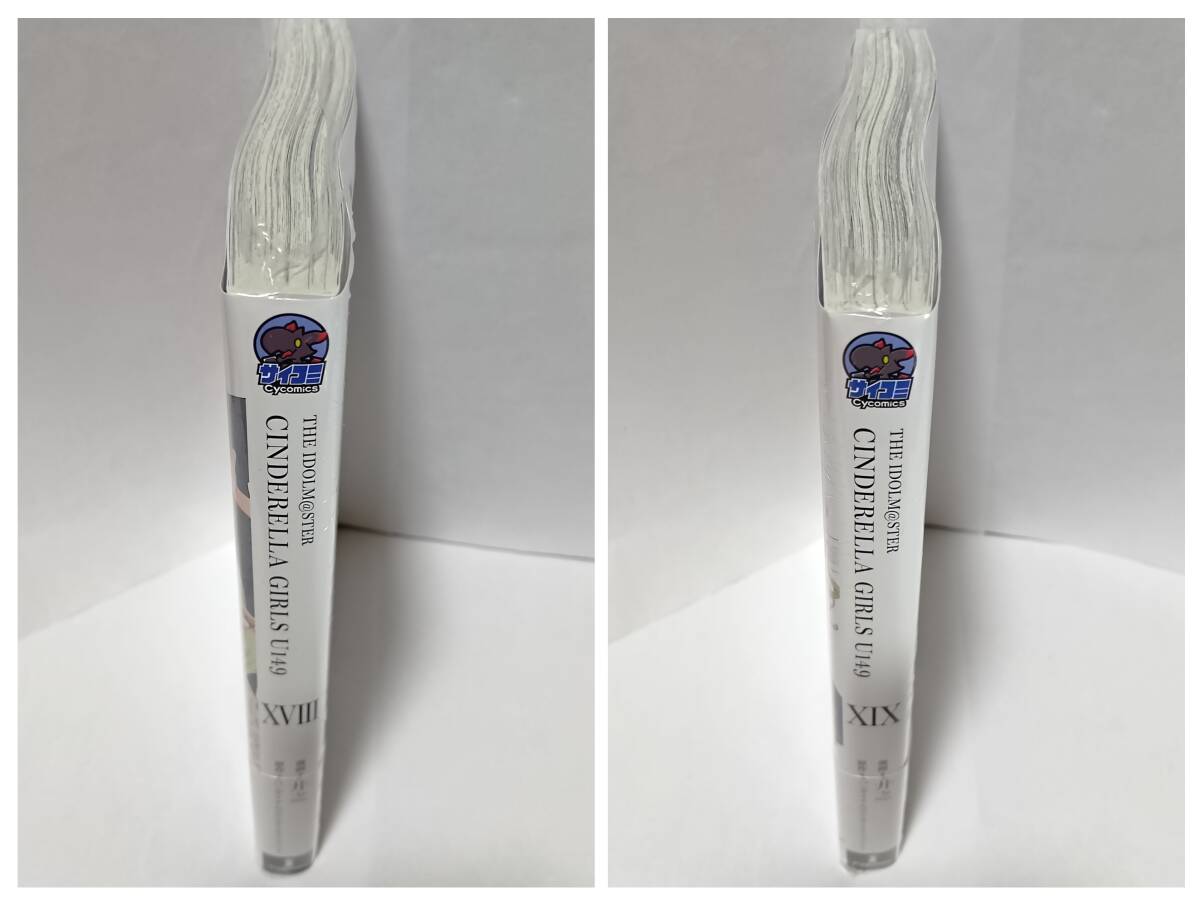 サイコミ
Cycomics
THE IDOLM@STER
CINDERELLA GIRLS U149
XVIII
サイコミ
Cycomics
THE IDOLM@STER
CINDERELLA GIRLS U149
XIX